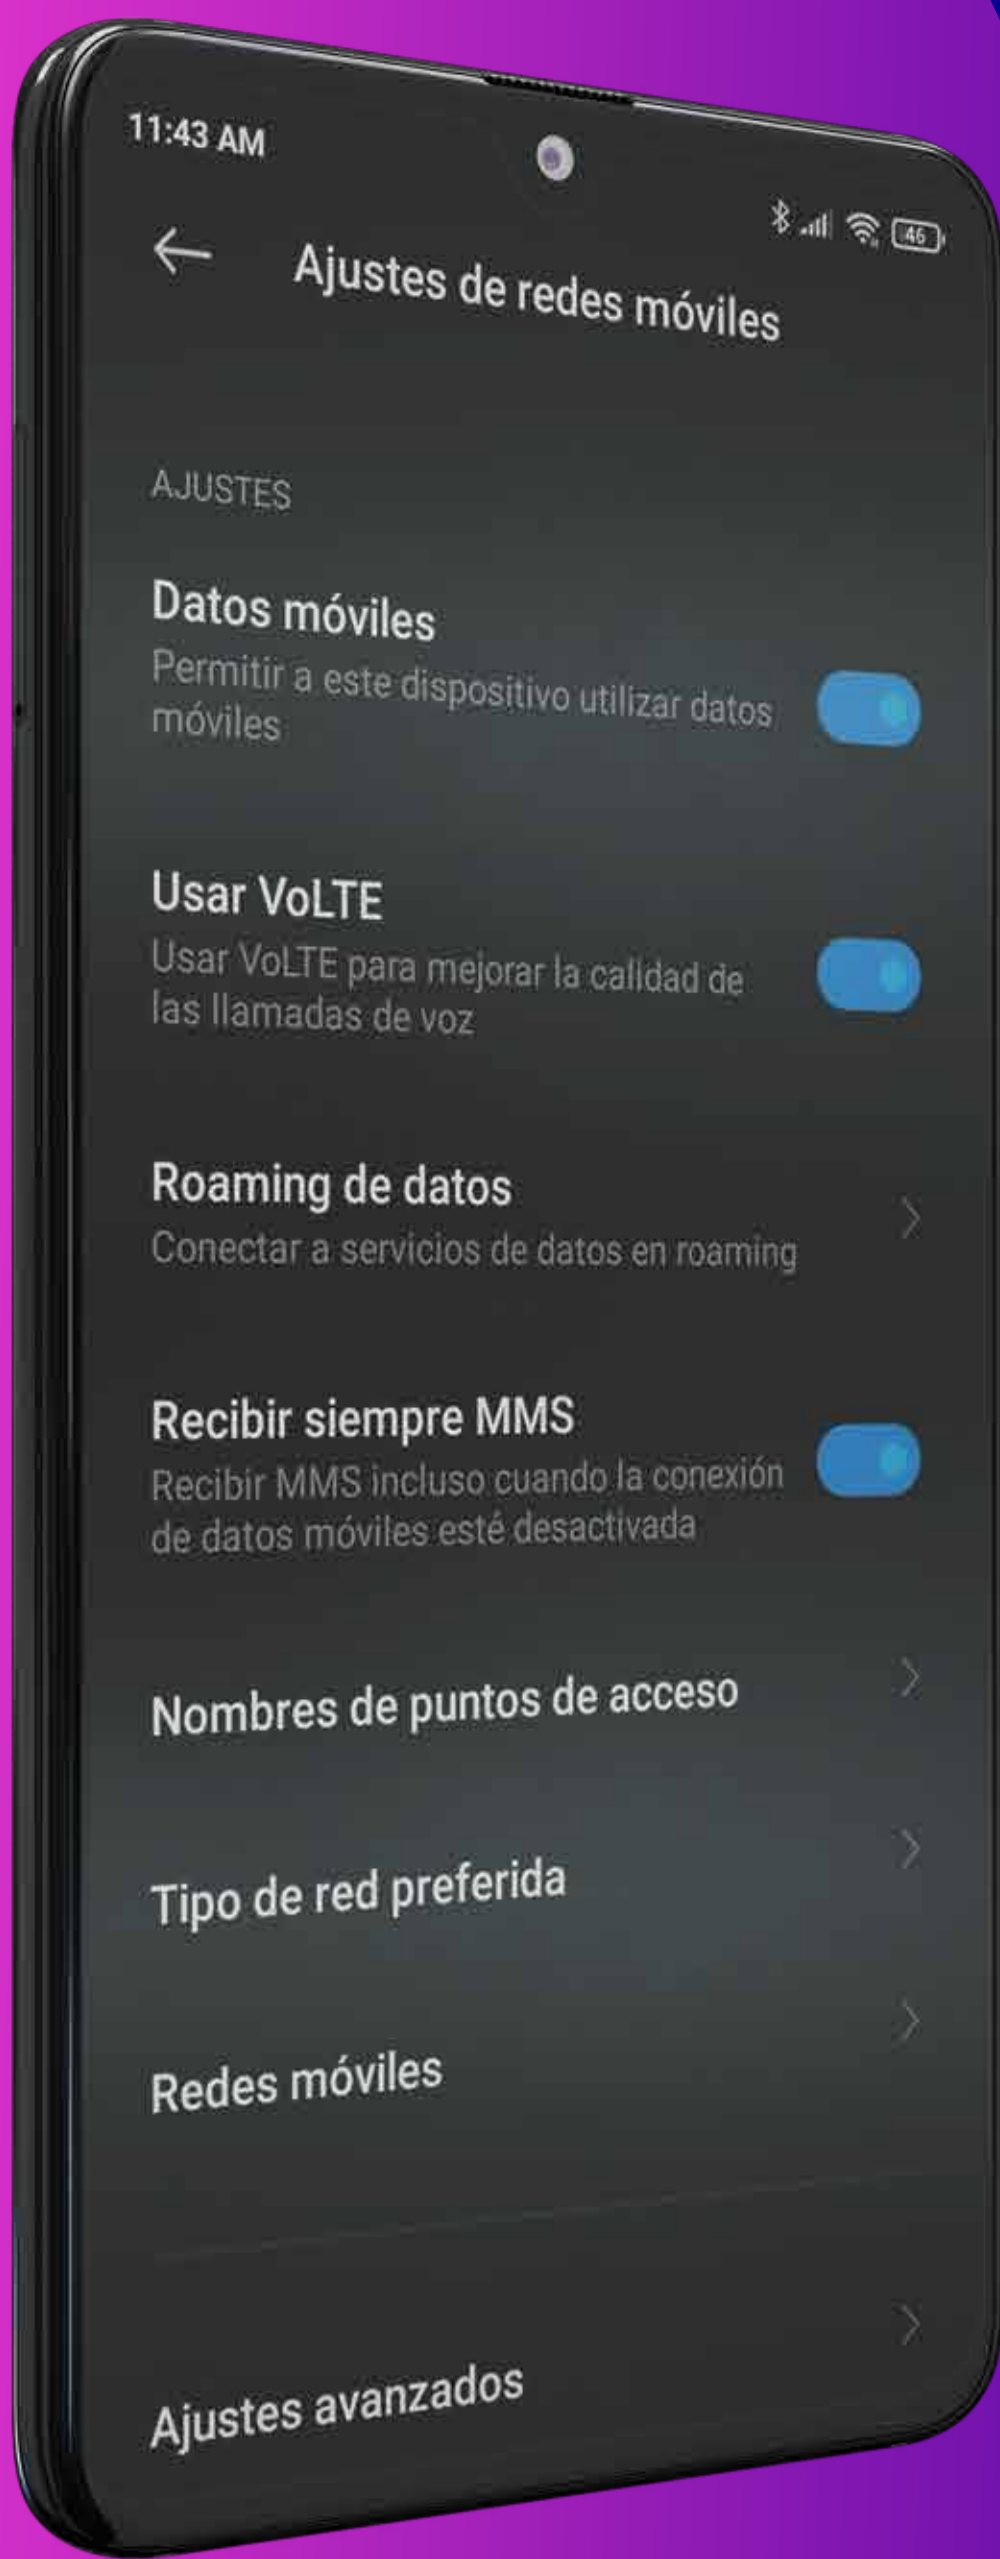 11:43 AM
46
Ajustes de redes móviles
AJUSTES
Datos móviles
Permitir a este dispositivo utilizar datos
móviles
Usar VoLTE
Usar VoLTE para mejorar la calidad de
las llamadas de voz
Roaming de datos
Conectar a servicios de datos en roaming
Recibir siempre MMS
Recibir MMS incluso cuando la conexión
de datos móviles esté desactivada
Nombres de puntos de acceso
Tipo de red preferida
Redes móviles
Ajustes avanzados